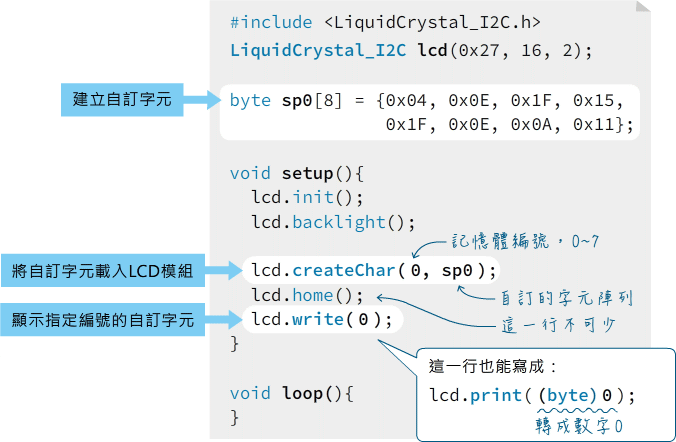 #include <LiquidCrystal_I2C.h>
LiquidCrystal_I2C lcd(0x27, 16, 2);
建立自訂字元
byte sp0[8] = {0x04, 0x0E, 0x1F, 0x15,
0x1F, 0x0E, 0x0A, 0x11};
void setup(){
lcd.init();
lcd.backlight();
記憶體編號，0~7
將自訂字元載入LCD模組
lcd.createChar(0, sp0);
lcd.home();
自訂的字元陣列
顯示指定編號的自訂字元
lcd.write(0);
這一行不可少
}
這一行也能寫成：
lcd.print((byte)0);
轉成數字0
void loop(){
}